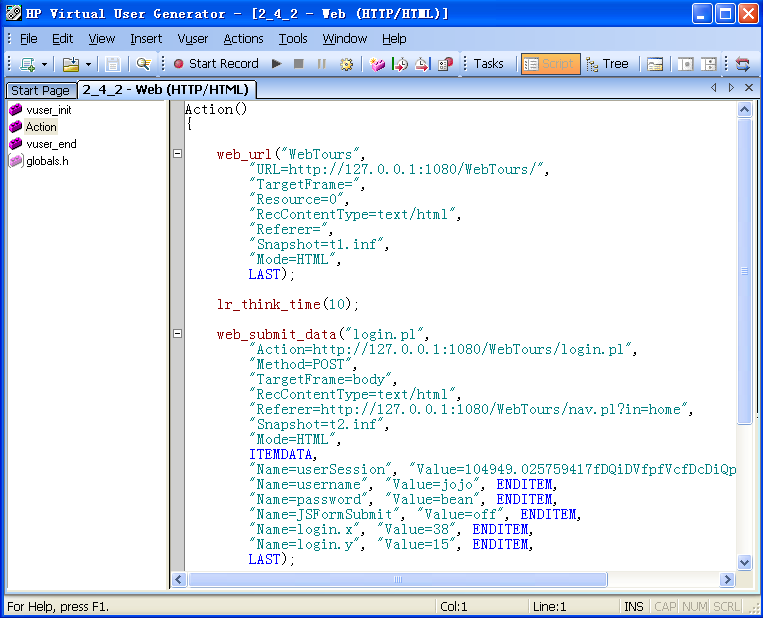 HP Virtual User Generator - [2_4_2 - Web (HTTP/HTML)]
File Edit View Insert Vuser Actions Tools Window Help
Start Record Tasks Script Tree
Start Page 2_4_2 - Web (HTTP/HTML)
vuser_init
Action
vuser_end
globals.h
Action()
{
web_url("WebTours",
"URL=http://127.0.0.1:1080/WebTours/",
"TargetFrame=",
"Resource=0",
"RecContentType=text/html",
"Referer=",
"Snapshot=t1.inf",
"Mode=HTML",
LAST);
lr_think_time(10);
web_submit_data("login.pl",
"Action=http://127.0.0.1:1080/WebTours/login.pl",
"Method=POST",
"TargetFrame=body",
"RecContentType=text/html",
"Referer=http://127.0.0.1:1080/WebTours/nav.pl?in=home",
"Snapshot=t2.inf",
"Mode=HTML",
ITEMDATA,
"Name=userSession", "Value=104949.025759417fDQiDVfpfVcfDcDiQp
"Name=username", "Value=jojo", ENDITEM,
"Name=password", "Value=bean", ENDITEM,
"Name=JSFormSubmit", "Value=off", ENDITEM,
"Name=login.x", "Value=38", ENDITEM,
"Name=login.y", "Value=15", ENDITEM,
LAST);
For Help, press F1. Col:1 Line:1 INS CAP NUM SCRL